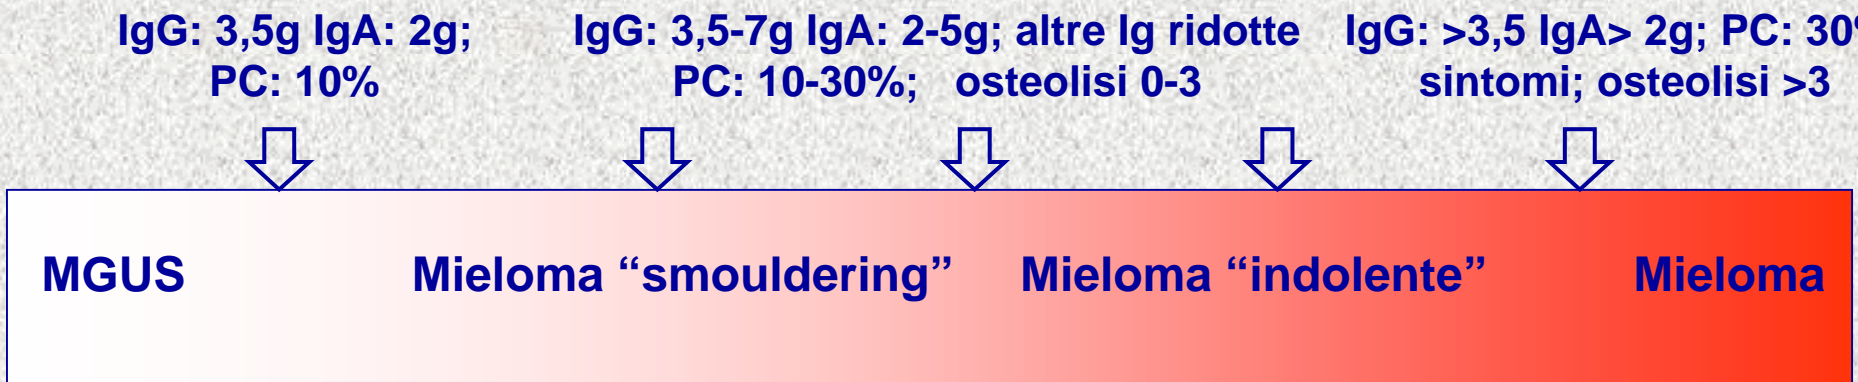 IgG: 3,5g IgA: 2g;
PC: 10%
IgG: 3,5-7g IgA: 2-5g; altre Ig ridotte
PC: 10-30%; osteolisi 0-3
IgG: >3,5 IgA> 2g; PC: 30%
sintomi; osteolisi >3
MGUS
Mieloma “smouldering”
Mieloma “indolente”
Mieloma